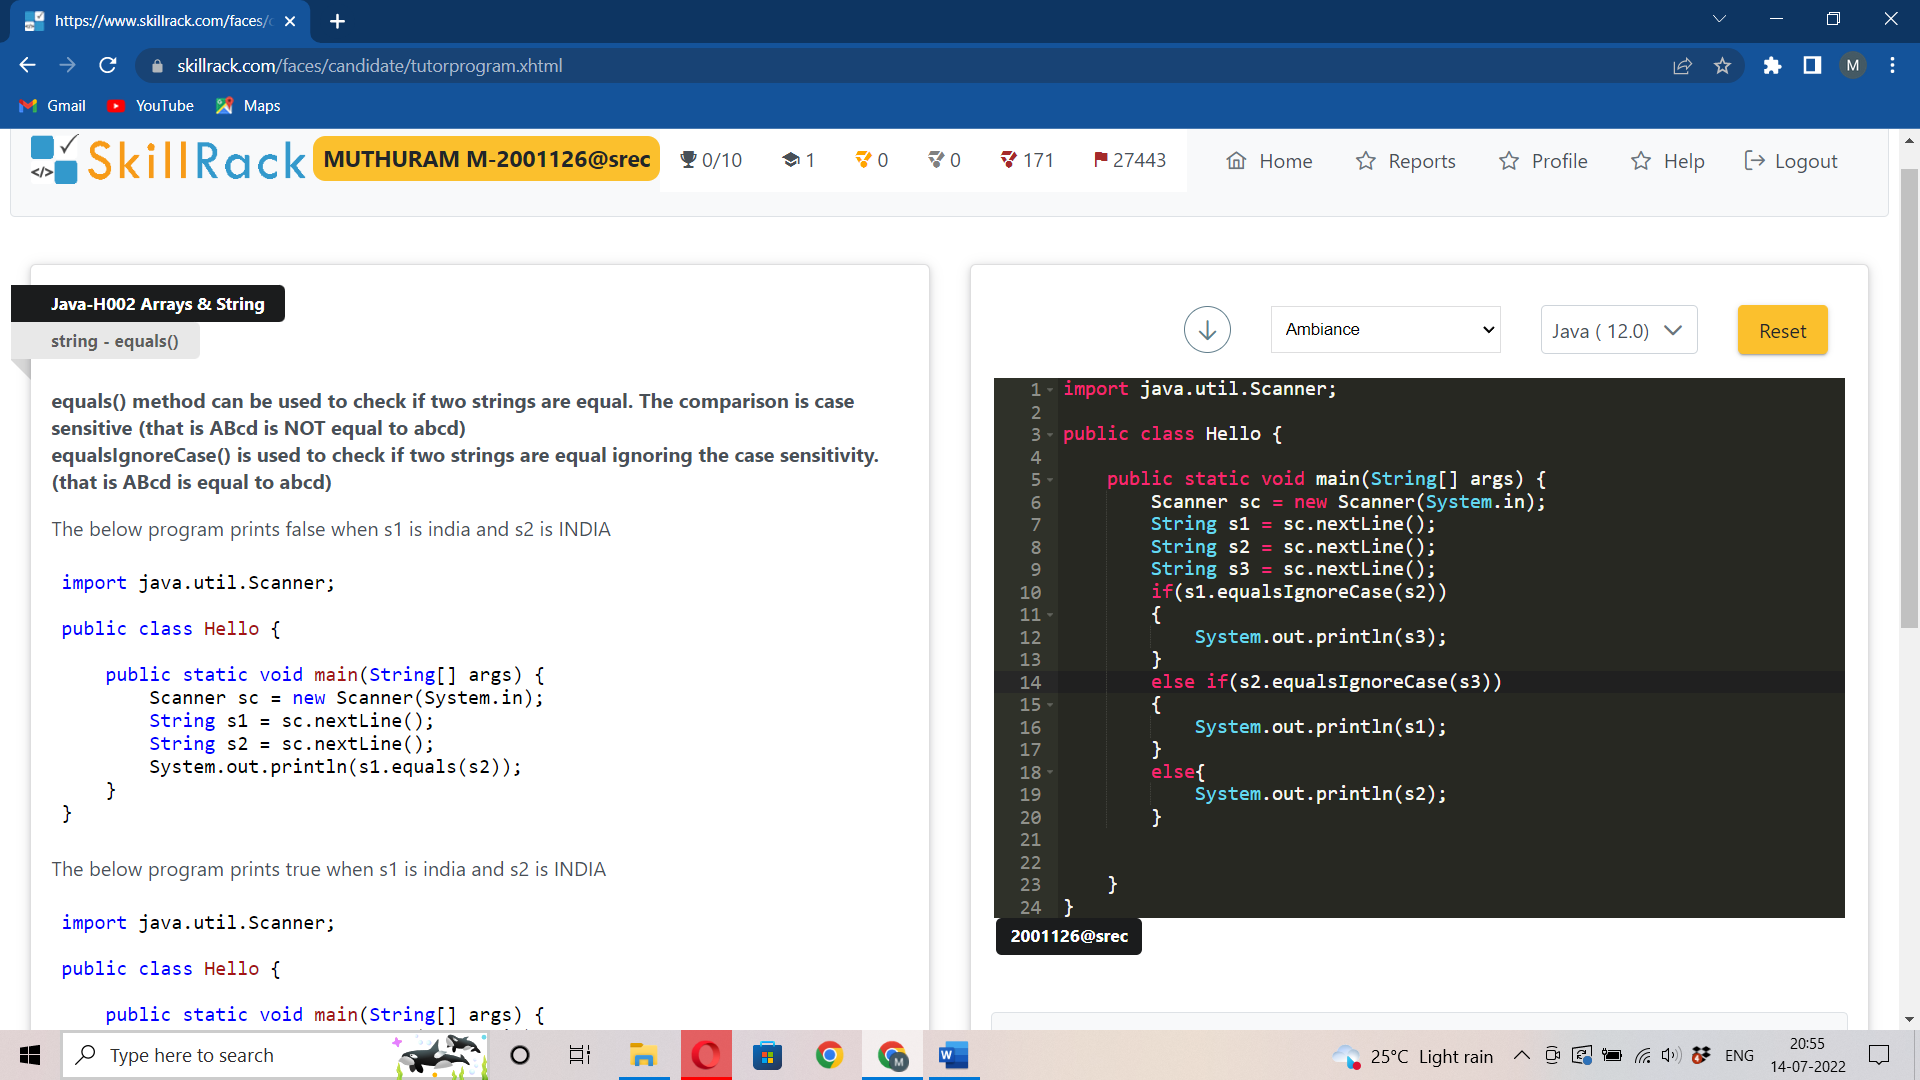 https://www.skillrack.com/faces/c
skillrack.com/faces/candidate/tutorprogram.xhtml
M
Gmail
YouTube
Maps
</> SkillRack
MUTHURAM M-2001126@srec
0/10
1
0
0
171
27443
Home
Reports
Profile
Help
Logout
Java-H002 Arrays & String
string - equals()
equals() method can be used to check if two strings are equal. The comparison is case
sensitive (that is ABcd is NOT equal to abcd)
equalsIgnoreCase() is used to check if two strings are equal ignoring the case sensitivity.
(that is ABcd is equal to abcd)
The below program prints false when s1 is india and s2 is INDIA
import java.util.Scanner;
public class Hello {
public static void main(String[] args) {
Scanner sc = new Scanner(System.in);
String s1 = sc.nextLine();
String s2 = sc.nextLine();
System.out.println(s1.equals(s2));
}
}
The below program prints true when s1 is india and s2 is INDIA
import java.util.Scanner;
public class Hello {
public static void main(String[] args) {
Ambiance
Java ( 12.0)
Reset
1 import java.util.Scanner;
2
3 public class Hello {
4
5 public static void main(String[] args) {
6 Scanner sc = new Scanner(System.in);
7 String s1 = sc.nextLine();
8 String s2 = sc.nextLine();
9 String s3 = sc.nextLine();
10 if(s1.equalsIgnoreCase(s2))
11 {
12 System.out.println(s3);
13 }
14 else if(s2.equalsIgnoreCase(s3))
15 {
16 System.out.println(s1);
17 }
18 else{
19 System.out.println(s2);
20 }
21
22
23 }
24 }
2001126@srec
Type here to search
M
W
25°C Light rain
ENG
20:55
14-07-2022